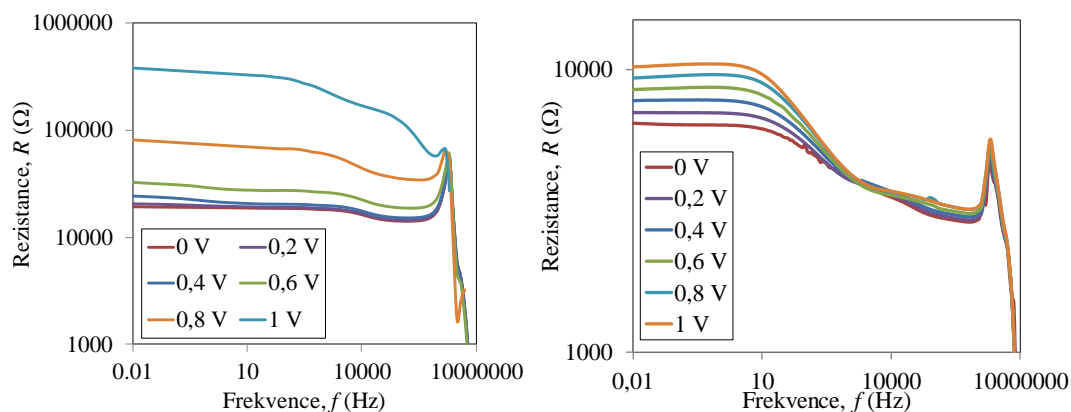 1000000
100000
10000
1000
Rezistance, R (Ω)
0 V 0,2 V
0,4 V 0,6 V
0,8 V 1 V
0.01 10 10000 10000000
Frekvence, f (Hz)
10000
1000
Rezistance, R (Ω)
0 V
0,2 V
0,4 V
0,6 V
0,8 V
1 V
0,01 10 10000 10000000
Frekvence, f (Hz)